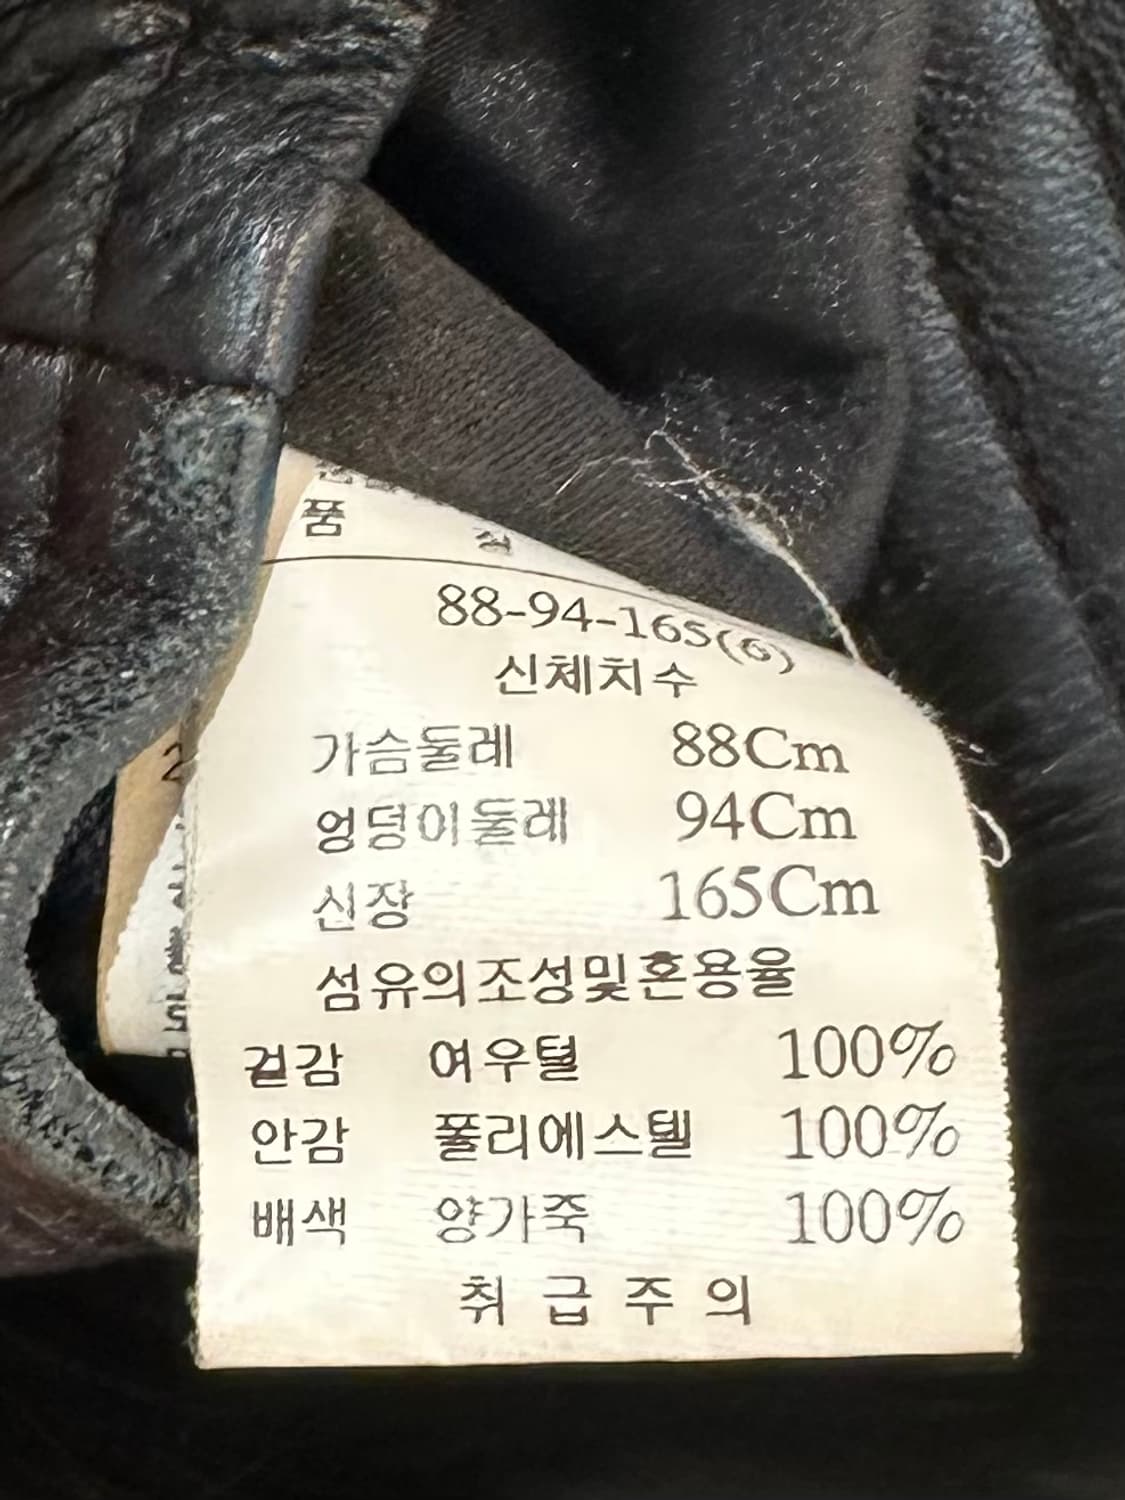 품 정
88-94-165(6)
신체치수
가슴둘레 88Cm
엉덩이둘레 94Cm
신장 165Cm
섬유의조성및혼용율
겉감 여우털 100%
안감 폴리에스텔 100%
배색 양가죽 100%
취급주의